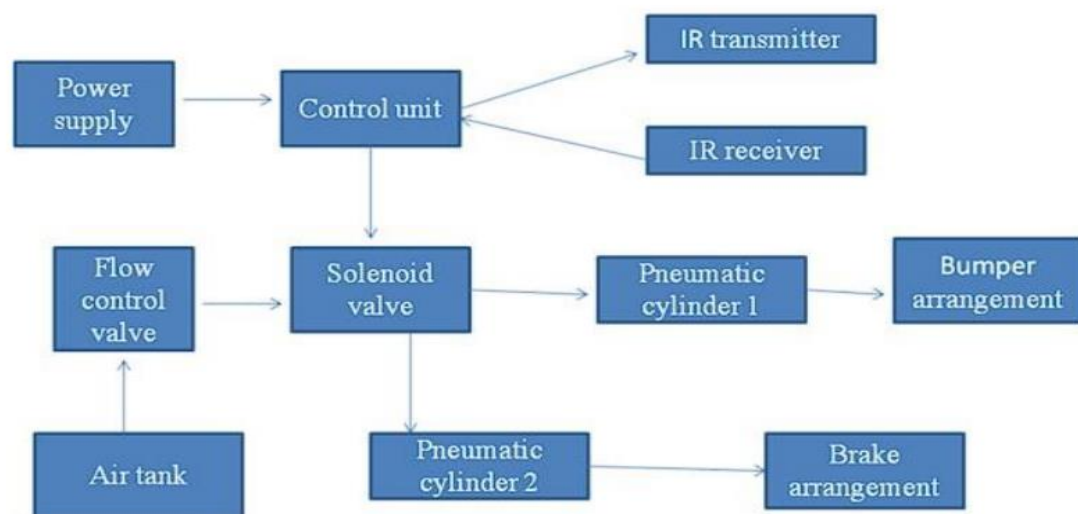 IR transmitter
Power
supply
Control unit
IR receiver
Flow
control
valve
Solenoid
valve
Pneumatic
cylinder 1
Bumper
arrangement
Air tank
Pneumatic
cylinder 2
Brake
arrangement